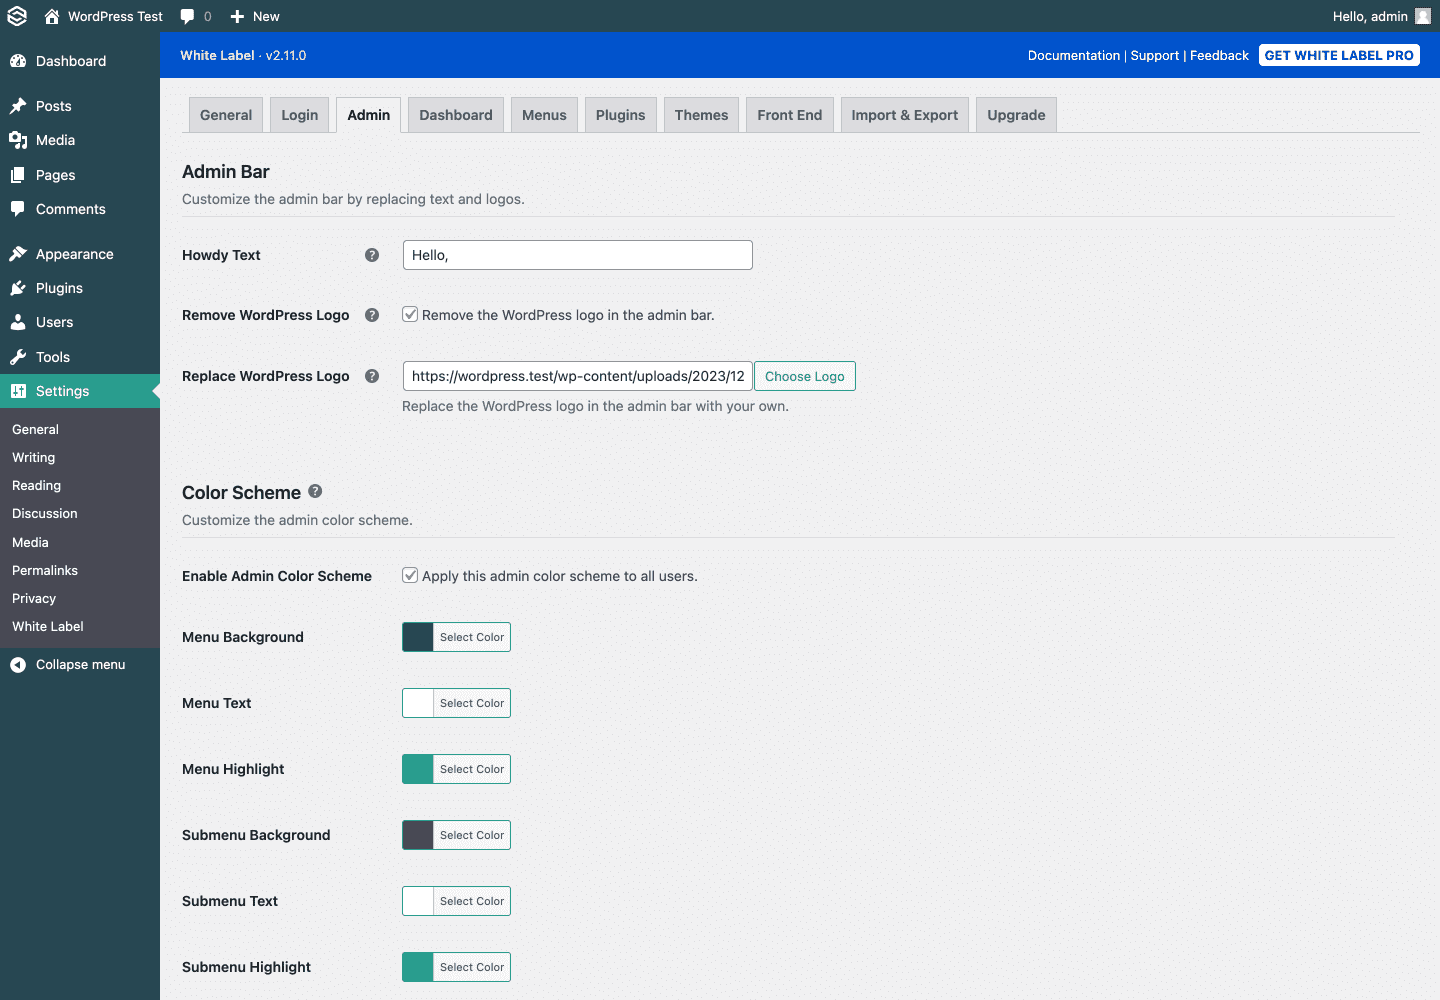 WordPress Test
0
New
Hello, admin
Dashboard
Posts
Media
Pages
Comments
Appearance
Plugins
Users
Tools
Settings
General
Writing
Reading
Discussion
Media
Permalinks
Privacy
White Label
Collapse menu
White Label · v2.11.0
Documentation | Support | Feedback
GET WHITE LABEL PRO
General
Login
Admin
Dashboard
Menus
Plugins
Themes
Front End
Import & Export
Upgrade
Admin Bar
Customize the admin bar by replacing text and logos.
Howdy Text
?
Hello,
Remove WordPress Logo
?
Remove the WordPress logo in the admin bar.
Replace WordPress Logo
?
https://wordpress.test/wp-content/uploads/2023/12
Choose Logo
Replace the WordPress logo in the admin bar with your own.
Color Scheme
?
Customize the admin color scheme.
Enable Admin Color Scheme
Apply this admin color scheme to all users.
Menu Background
Select Color
Menu Text
Select Color
Menu Highlight
Select Color
Submenu Background
Select Color
Submenu Text
Select Color
Submenu Highlight
Select Color